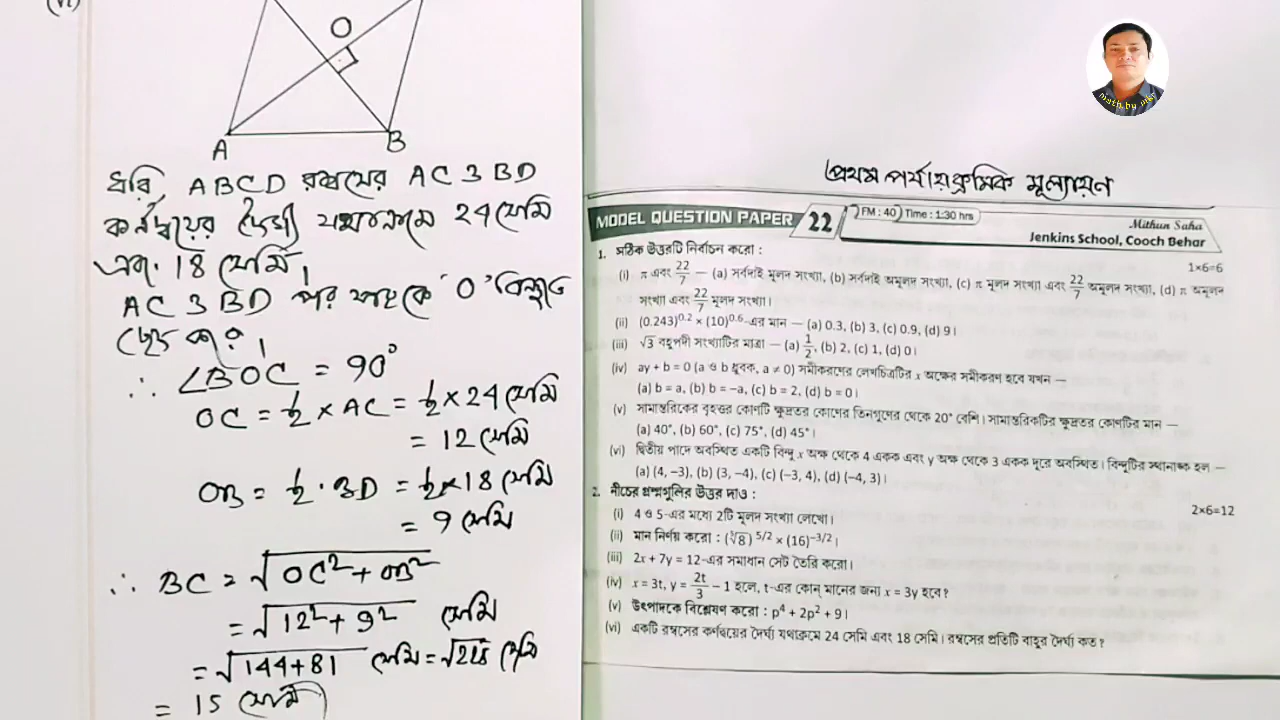 (vi)
O
A
B
ধরি, ABCD রম্বসের AC ও BD
কর্ণদ্বয়ের দৈর্ঘ্য যথাক্রমে 24 সেমি
এবং 18 সেমি।
AC ও BD পরস্পরকে 'O' বিন্দুতে
ছেদ করে।
∴ ∠BOC = 90°
OC = 1/2 × AC = 1/2 × 24 সেমি
= 12 সেমি
OB = 1/2 · BD = 1/2 × 18 সেমি
= 9 সেমি
∴ BC = √OC² + OB²
= √12² + 9² সেমি
= √144+81 সেমি = √225 সেমি
= 15 সেমি
math by msr
প্রথম পর্যায়ক্রমিক মূল্যায়ণ
MODEL QUESTION PAPER 22 FM : 40 Time : 1:30 hrs
Mithun Saha
Jenkins School, Cooch Behar
1. সঠিক উত্তরটি নির্বাচন করো : 1×6=6
(i) π এবং 22/7 — (a) সর্বদাই মূলদ সংখ্যা, (b) সর্বদাই অমূলদ সংখ্যা, (c) π মূলদ সংখ্যা এবং 22/7 অমূলদ সংখ্যা, (d) π অমূলদ
সংখ্যা এবং 22/7 মূলদ সংখ্যা।
(ii) (0.243)^0.2 × (10)^0.6-এর মান — (a) 0.3, (b) 3, (c) 0.9, (d) 9।
(iii) √3 বহুপদী সংখ্যাটির মাত্রা — (a) 1/2, (b) 2, (c) 1, (d) 0।
(iv) ay + b = 0 (a ও b ধ্রুবক, a ≠ 0) সমীকরণের লেখচিত্রটির x অক্ষের সমীকরণ হবে যখন —
(a) b = a, (b) b = –a, (c) b = 2, (d) b = 0।
(v) সামান্তরিকের বৃহত্তর কোণটি ক্ষুদ্রতর কোণের তিনগুণের থেকে 20° বেশি। সামান্তরিকটির ক্ষুদ্রতর কোণটির মান —
(a) 40°, (b) 60°, (c) 75°, (d) 45°।
(vi) দ্বিতীয় পাদে অবস্থিত একটি বিন্দু x অক্ষ থেকে 4 একক এবং y অক্ষ থেকে 3 একক দূরে অবস্থিত। বিন্দুটির স্থানাঙ্ক হল —
(a) (4, –3), (b) (3, –4), (c) (–3, 4), (d) (–4, 3)।
2. নীচের প্রশ্নগুলির উত্তর দাও : 2×6=12
(i) 4 ও 5-এর মধ্যে 2টি মূলদ সংখ্যা লেখো।
(ii) মান নির্ণয় করো : (∛8)^5/2 × (16)^–3/2।
(iii) 2x + 7y = 12-এর সমাধান সেট তৈরি করো।
(iv) x = 3t, y = 2t/3 – 1 হলে, t-এর কোন্ মানের জন্য x = 3y হবে?
(v) উৎপাদকে বিশ্লেষণ করো : p⁴ + 2p² + 9।
(vi) একটি রম্বসের কর্ণদ্বয়ের দৈর্ঘ্য যথাক্রমে 24 সেমি এবং 18 সেমি। রম্বসের প্রতিটি বাহুর দৈর্ঘ্য কত?